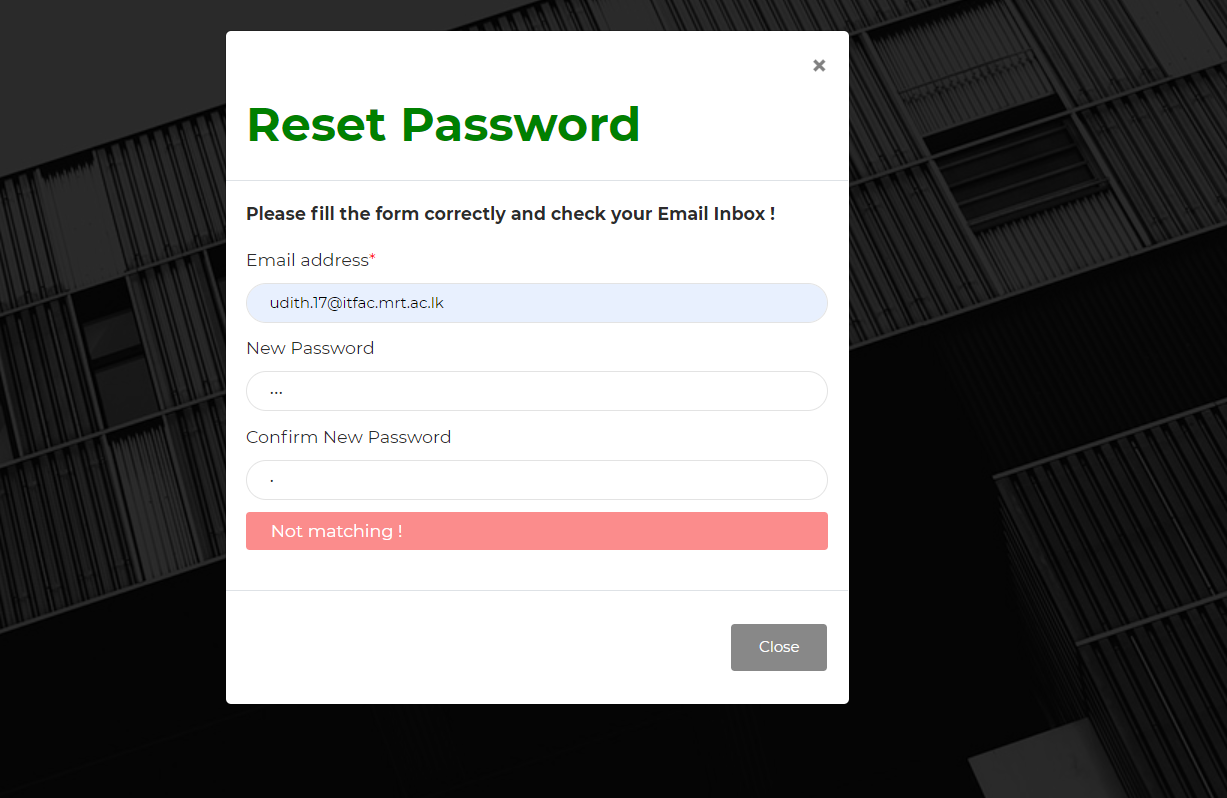 ×
Reset Password
Please fill the form correctly and check your Email Inbox !
Email address*
udith.17@itfac.mrt.ac.lk
New Password
...
Confirm New Password
.
Not matching !
Close